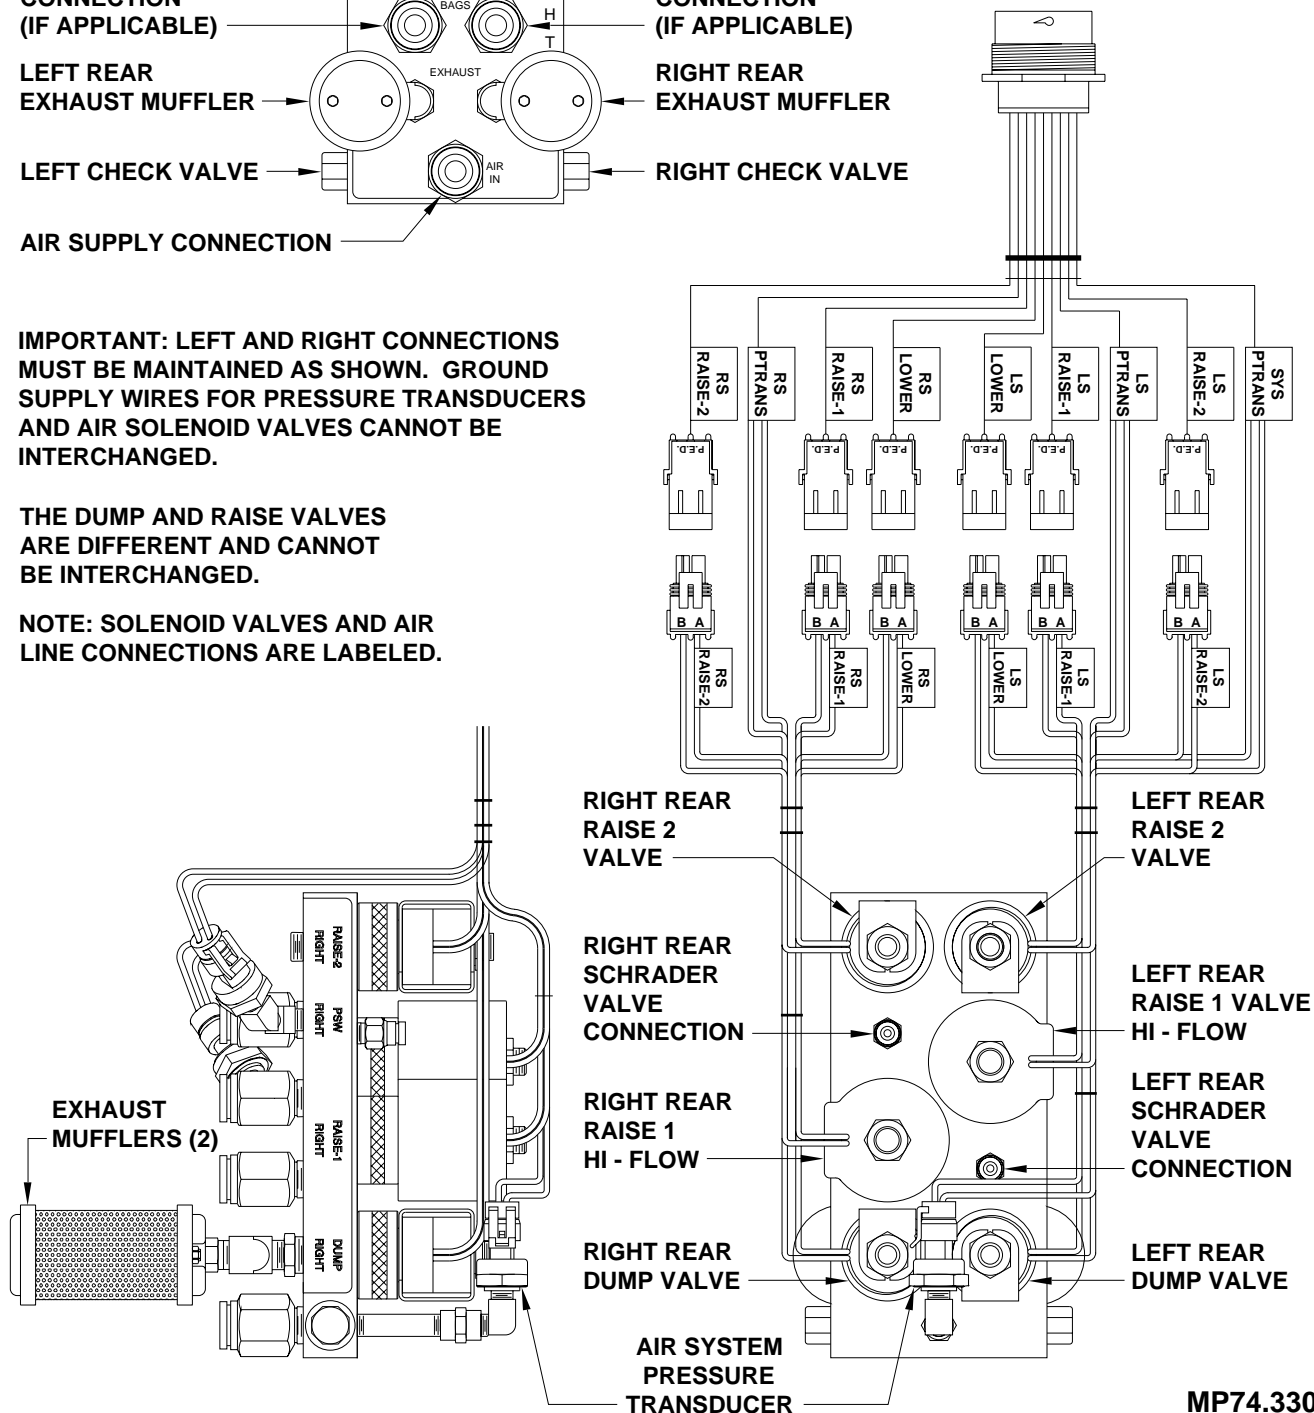 CONNECTION
(IF APPLICABLE)
BAGS
H
T
CONNECTION
(IF APPLICABLE)
LEFT REAR
EXHAUST MUFFLER
EXHAUST
RIGHT REAR
EXHAUST MUFFLER
LEFT CHECK VALVE
AIR
IN
RIGHT CHECK VALVE
AIR SUPPLY CONNECTION
IMPORTANT: LEFT AND RIGHT CONNECTIONS
MUST BE MAINTAINED AS SHOWN. GROUND
SUPPLY WIRES FOR PRESSURE TRANSDUCERS
AND AIR SOLENOID VALVES CANNOT BE
INTERCHANGED.
THE DUMP AND RAISE VALVES
ARE DIFFERENT AND CANNOT
BE INTERCHANGED.
NOTE: SOLENOID VALVES AND AIR
LINE CONNECTIONS ARE LABELED.
RS
RAISE-2
RS
PTRANS
RS
RAISE-1
RS
LOWER
LS
LOWER
LS
RAISE-1
LS
PTRANS
LS
RAISE-2
SYS
PTRANS
P.E.D.
P.E.D.
P.E.D.
P.E.D.
P.E.D.
P.E.D.
B A
B A
B A
B A
B A
B A
RS
RAISE-2
RS
RAISE-1
RS
LOWER
LS
LOWER
LS
RAISE-1
LS
RAISE-2
RIGHT REAR
RAISE 2
VALVE
LEFT REAR
RAISE 2
VALVE
RIGHT REAR
SCHRADER
VALVE
CONNECTION
LEFT REAR
RAISE 1 VALVE
HI - FLOW
RIGHT REAR
RAISE 1
HI - FLOW
LEFT REAR
SCHRADER
VALVE
CONNECTION
RIGHT REAR
DUMP VALVE
LEFT REAR
DUMP VALVE
RAISE-2
RIGHT
PSW
RIGHT
RAISE-1
RIGHT
DUMP
RIGHT
EXHAUST
MUFFLERS (2)
AIR SYSTEM
PRESSURE
TRANSDUCER
MP74.330